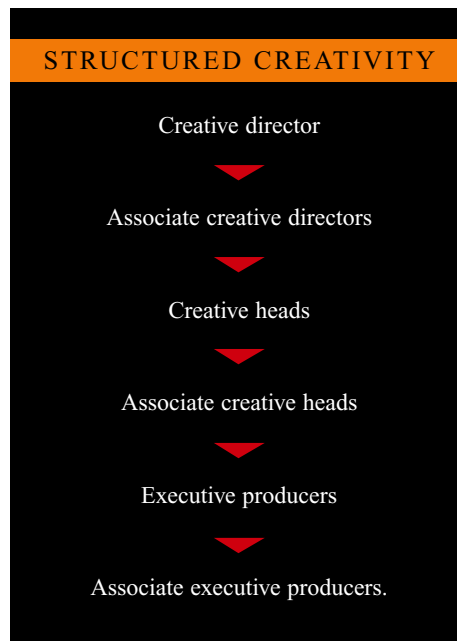 STRUCTURED CREATIVITY
Creative director
Associate creative directors
Creative heads
Associate creative heads
Executive producers
Associate executive producers.